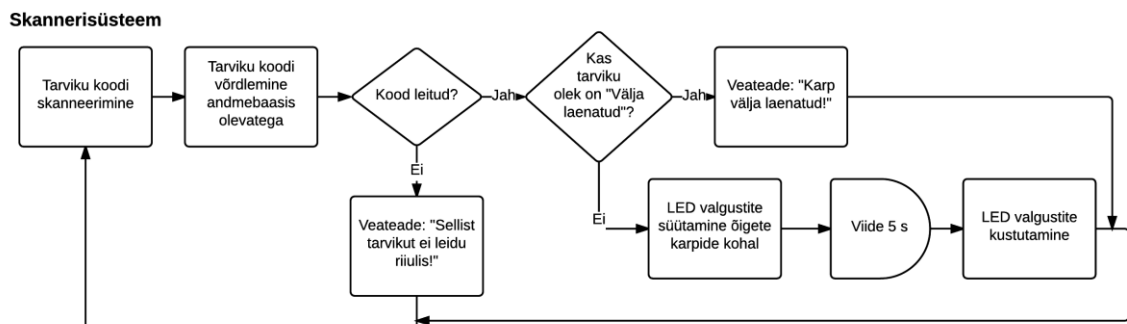 Skannerisüsteem
Tarviku koodi
skanneerimine
Tarviku koodi
võrdlemine
andmebaasis
olevatega
Kood leitud?
Jah
Kas
tarviku
olek on "Välja
laenatud"?
Jah
Veateade: "Karp
välja laenatud!"
Ei
Veateade: "Sellist
tarvikut ei leidu
riiulis!"
Ei
LED valgustite
süütamine õigete
karpide kohal
Viide 5 s
LED valgustite
kustutamine